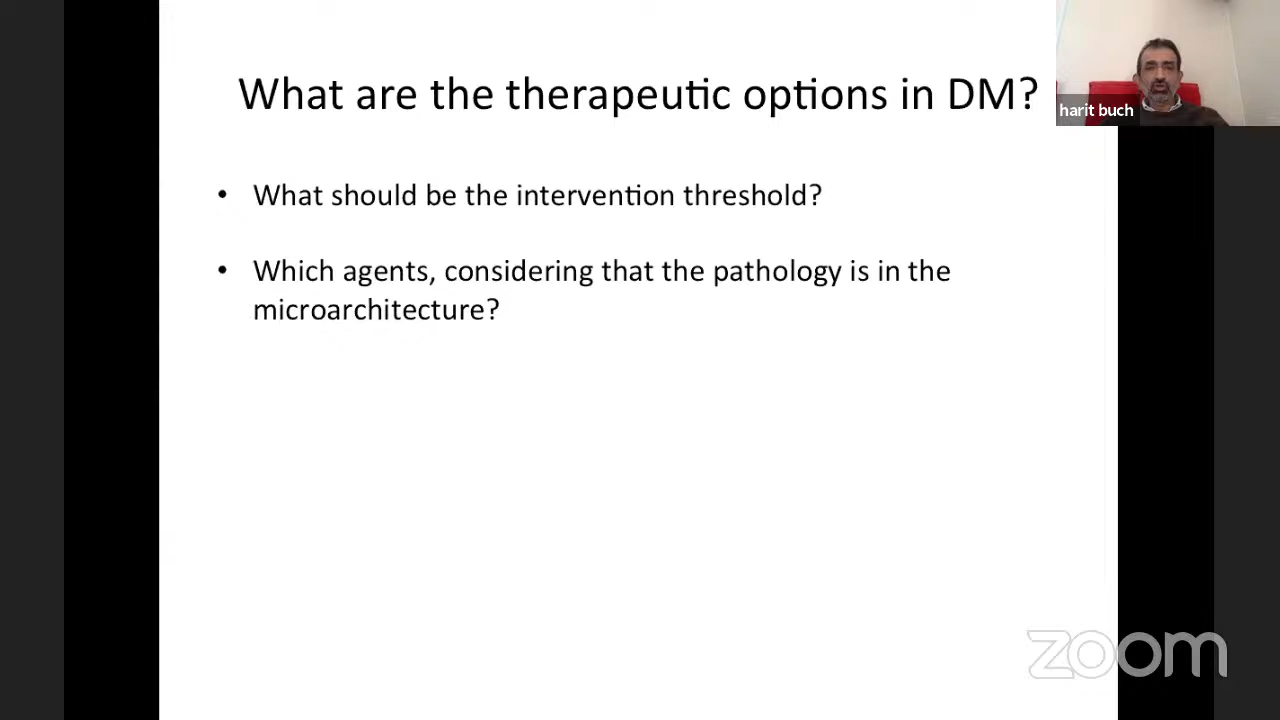 What are the therapeutic options in DM?
harit buch
• What should be the intervention threshold?
• Which agents, considering that the pathology is in the
microarchitecture?
zoom